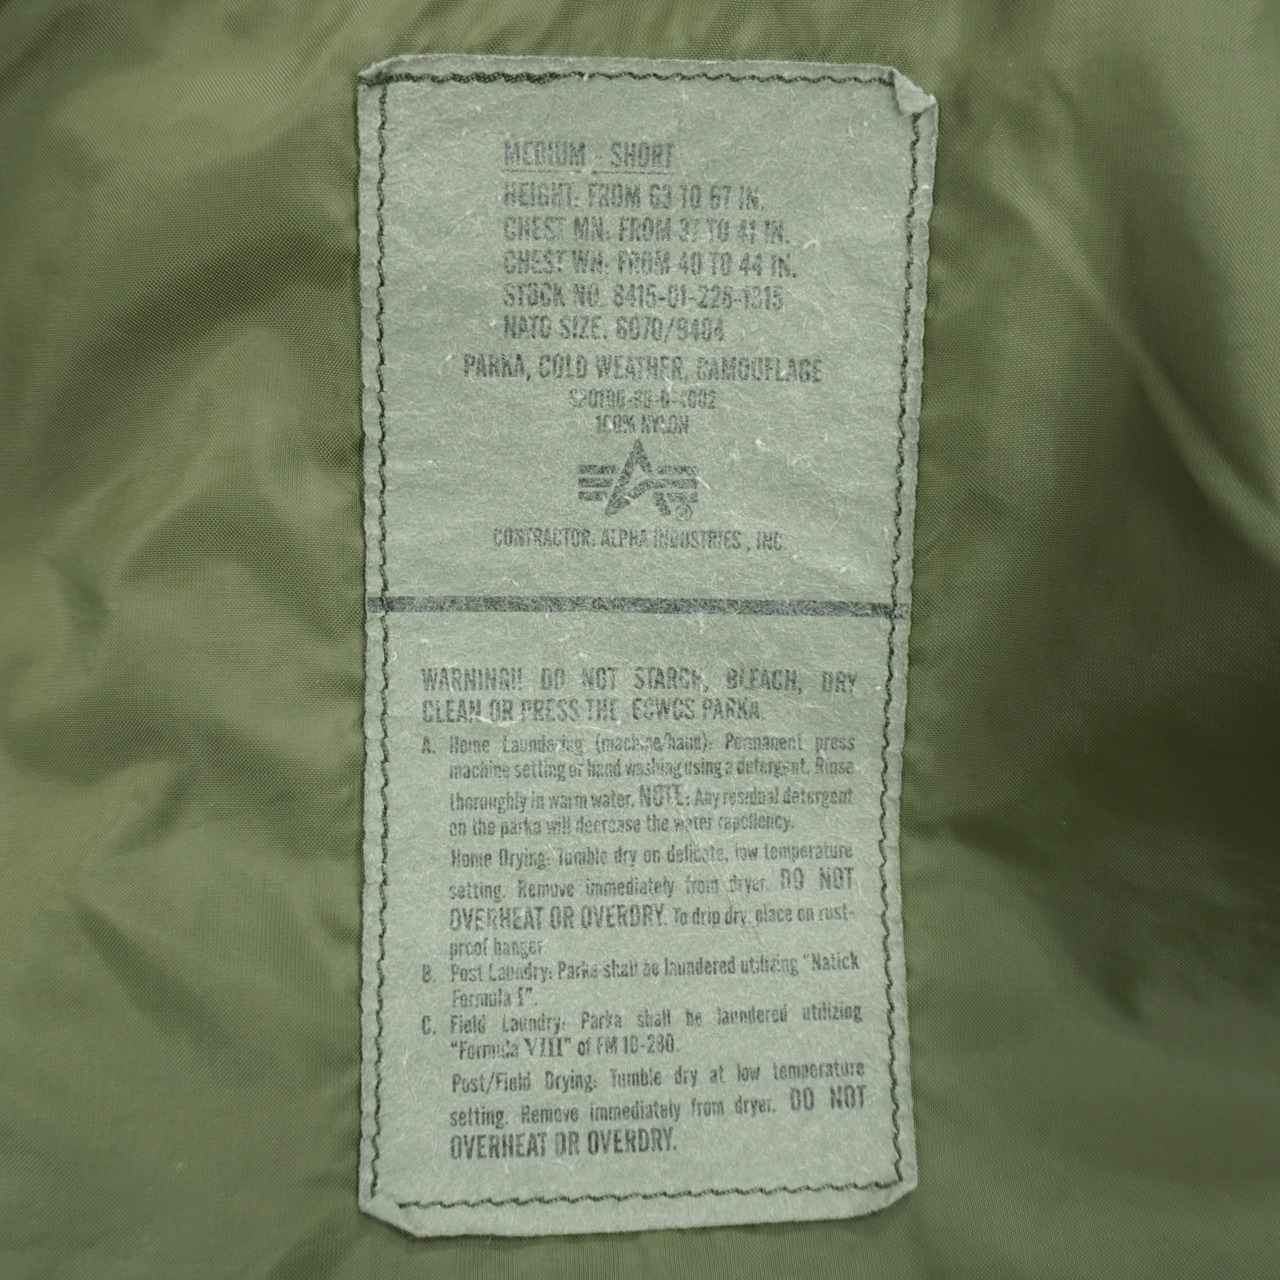 MEDIUM - SHORT
HEIGHT: FROM 63 TO 67 IN.
CHEST MN: FROM 37 TO 41 IN.
CHEST WN: FROM 40 TO 44 IN.
STOCK NO. 8415-01-228-1315
NATO SIZE. 6070/9404
PARKA, COLD WEATHER, CAMOUFLAGE
100% NYLON
CONTRACTOR. ALPHA INDUSTRIES, INC.
WARNING!! DO NOT STARCH, BLEACH, DRY
CLEAN OR PRESS THE ECWCS PARKA.
A. Home Laundering (machine/hand): Permanent press
machine setting or hand washing using a detergent. Rinse
thoroughly in warm water. NOTE: Any residual detergent
on the parka will decrease the water repellency.
Home Drying: Tumble dry on delicate, low temperature
setting. Remove immediately from dryer. DO NOT
OVERHEAT OR OVERDRY. To drip dry, place on rust-
proof hanger.
B. Post Laundry: Parka shall be laundered utilizing "Natick
Formula I".
C. Field Laundry: Parka shall be laundered utilizing
"Formula VIII" of FM 10-280.
Post/Field Drying: Tumble dry at low temperature
setting. Remove immediately from dryer. DO NOT
OVERHEAT OR OVERDRY.